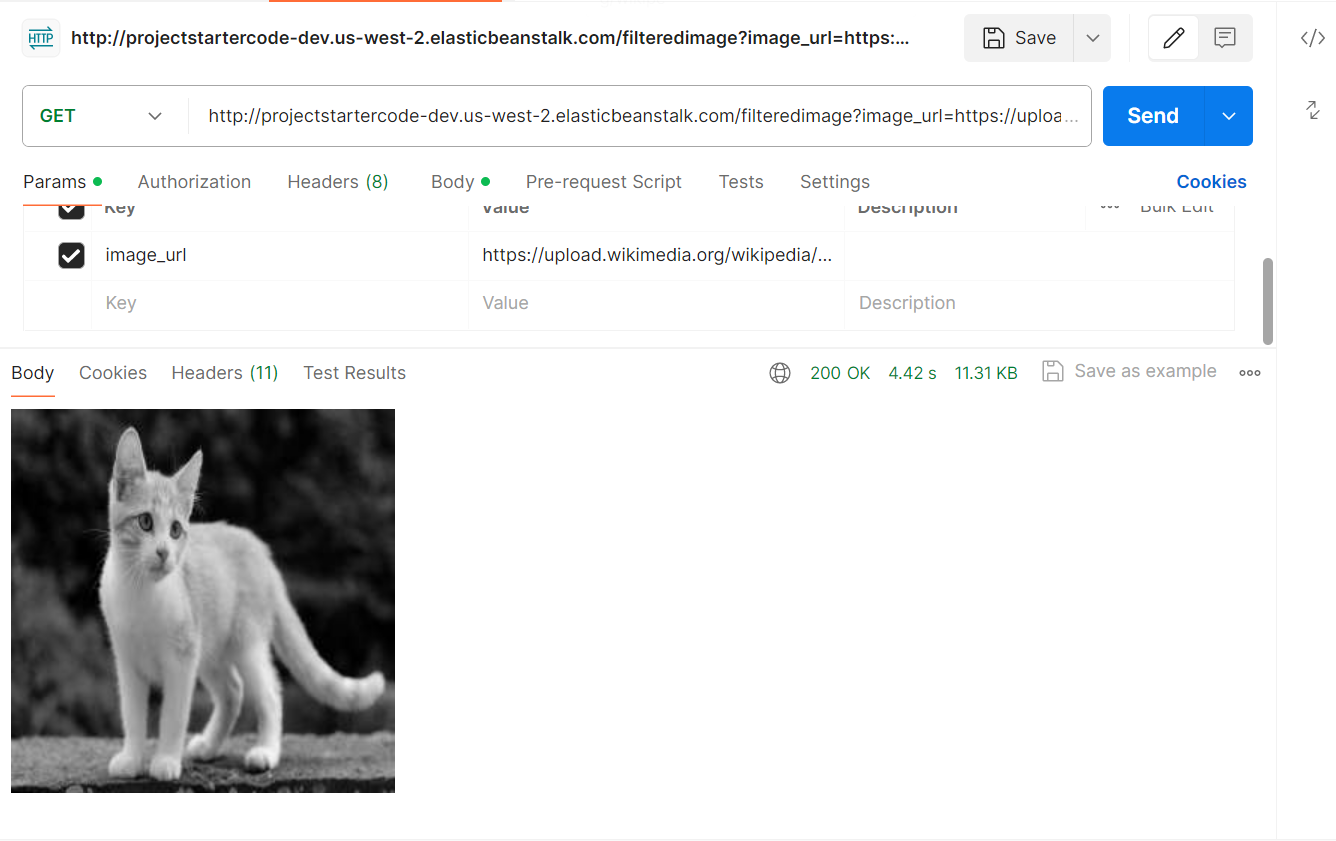 HTTP http://projectstartercode-dev.us-west-2.elasticbeanstalk.com/filteredimage?image_url=https:... Save
GET http://projectstartercode-dev.us-west-2.elasticbeanstalk.com/filteredimage?image_url=https://uploa... Send
Params Authorization Headers (8) Body Pre-request Script Tests Settings Cookies
Key Value Description Bulk Edit
image_url https://upload.wikimedia.org/wikipedia/...
Key Value Description
Body Cookies Headers (11) Test Results 200 OK 4.42 s 11.31 KB Save as example